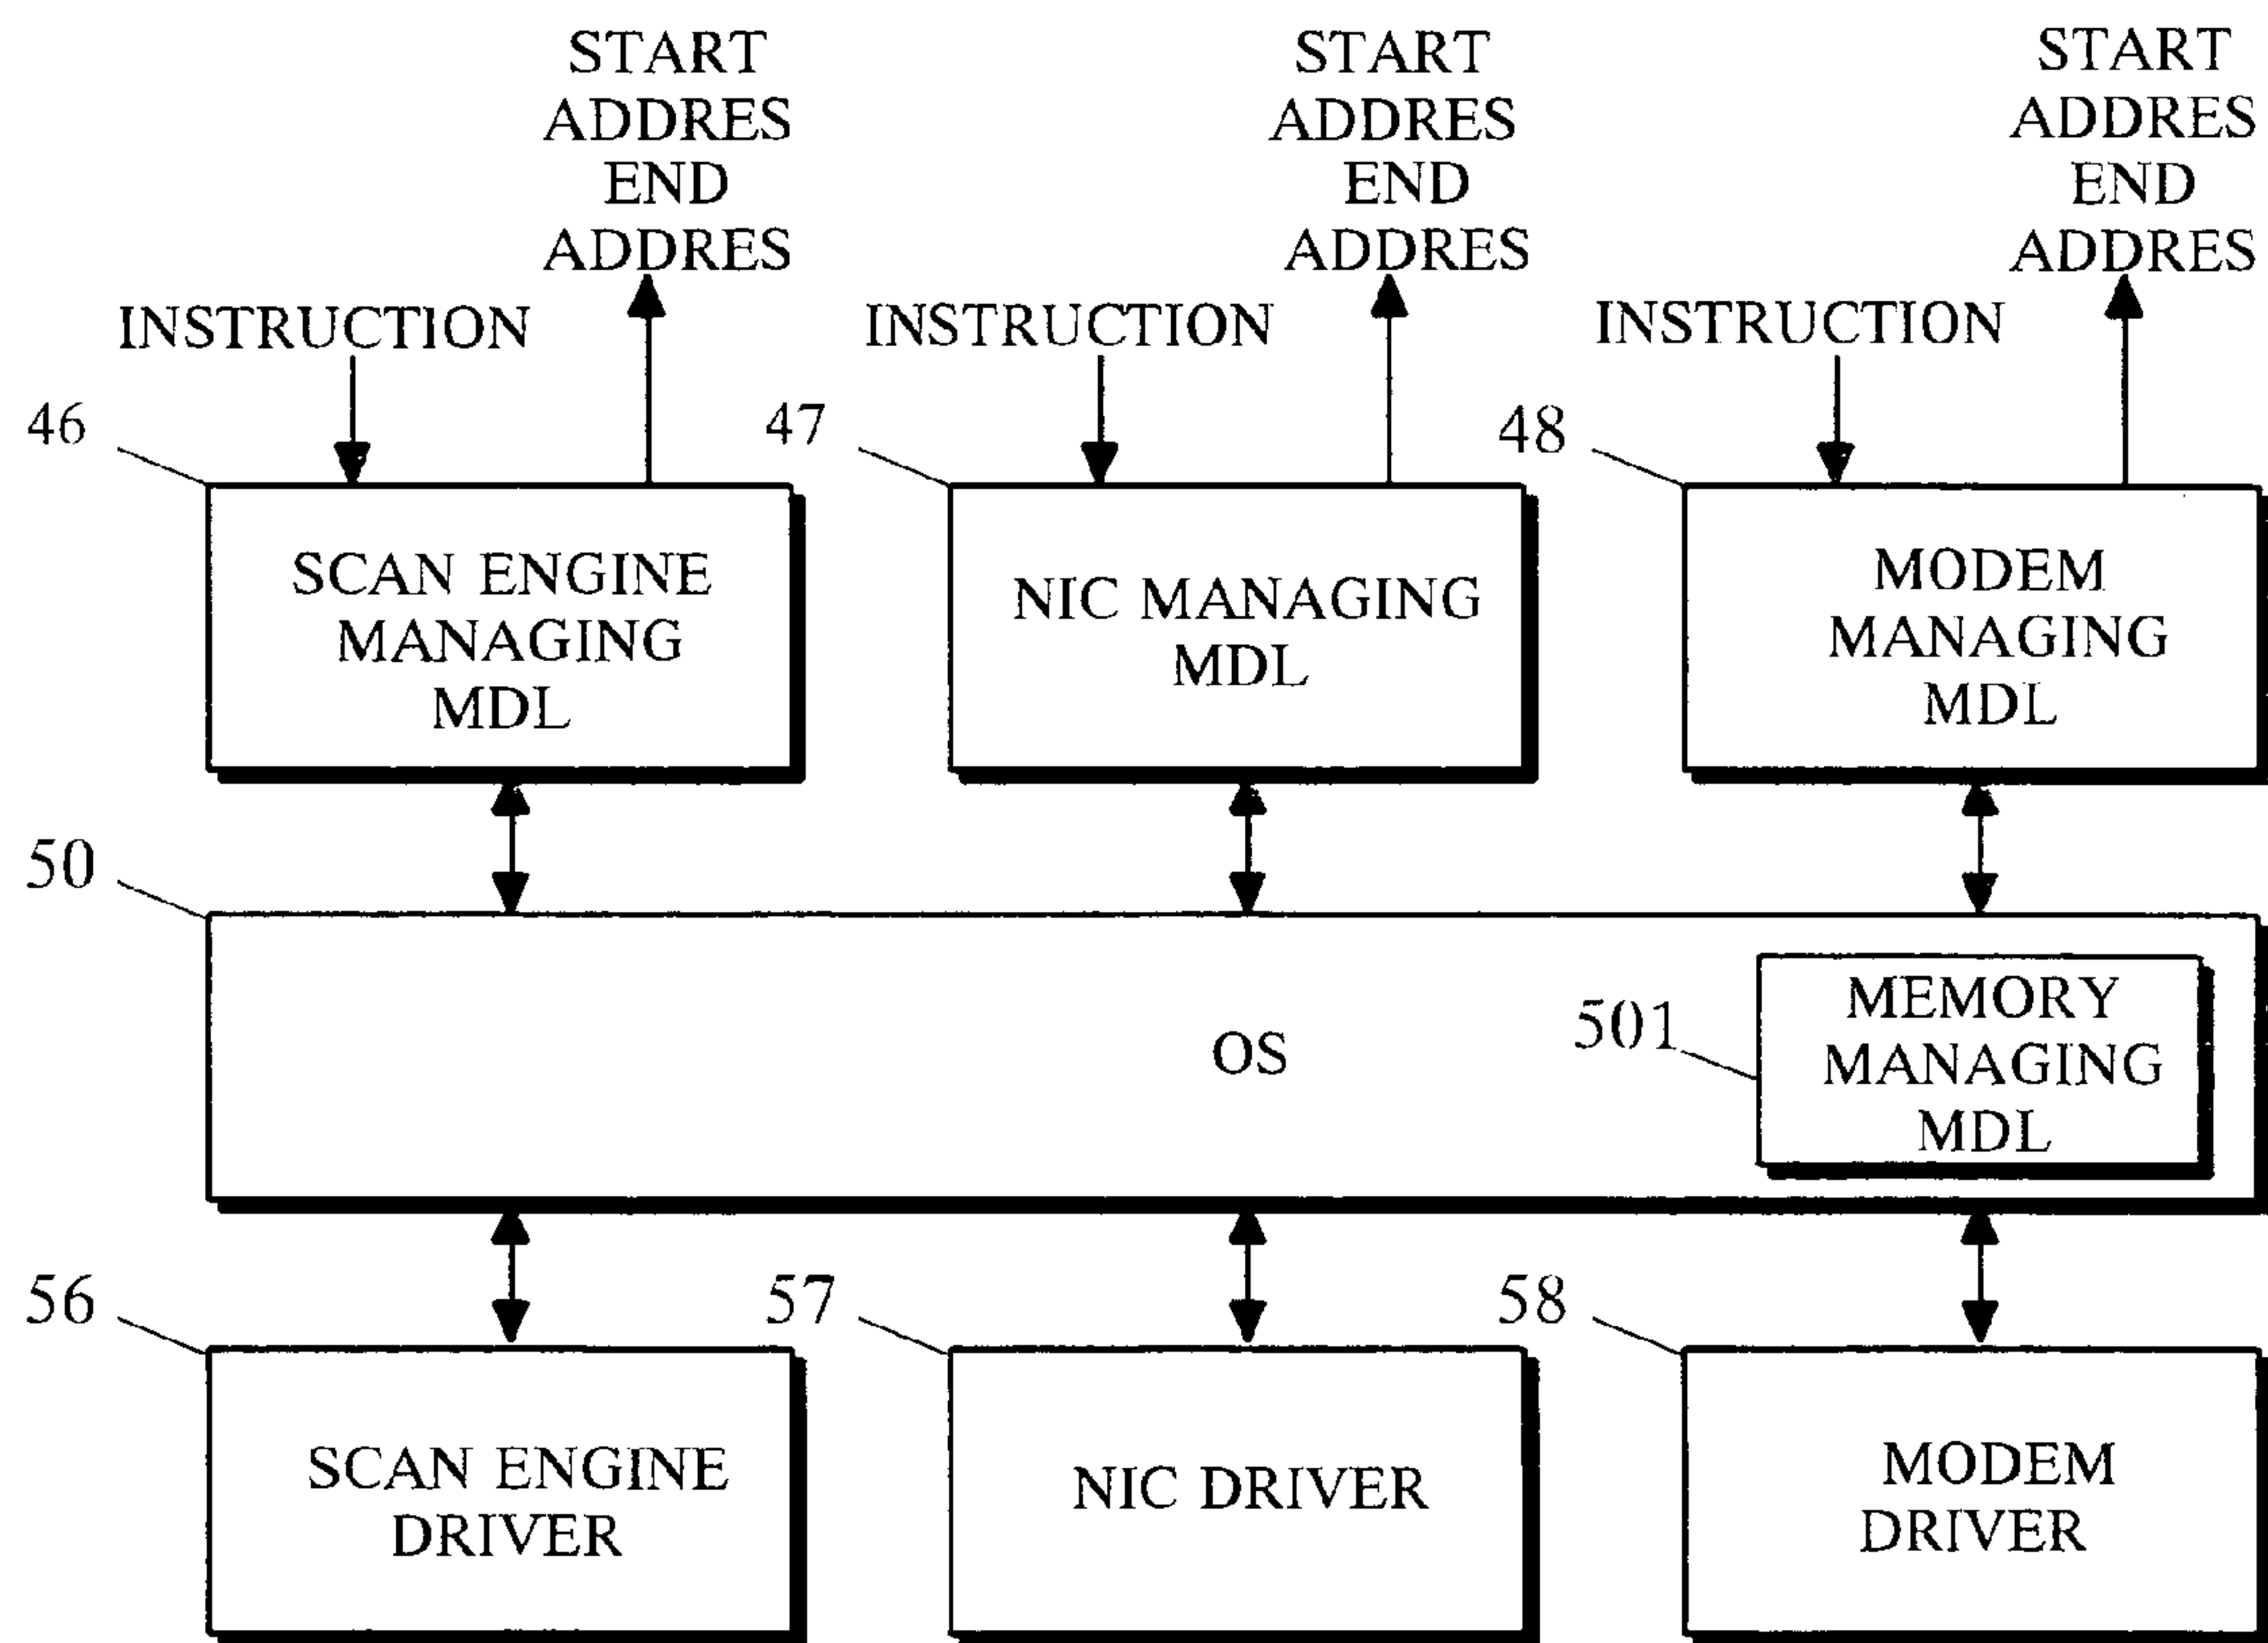 START
ADDRES
END
ADDRES
START
ADDRES
END
ADDRES
START
ADDRES
END
ADDRES
INSTRUCTION
INSTRUCTION
INSTRUCTION
46
47
48
SCAN ENGINE
MANAGING
MDL
NIC MANAGING
MDL
MODEM
MANAGING
MDL
50
OS
501
MEMORY
MANAGING
MDL
56
57
58
SCAN ENGINE
DRIVER
NIC DRIVER
MODEM
DRIVER